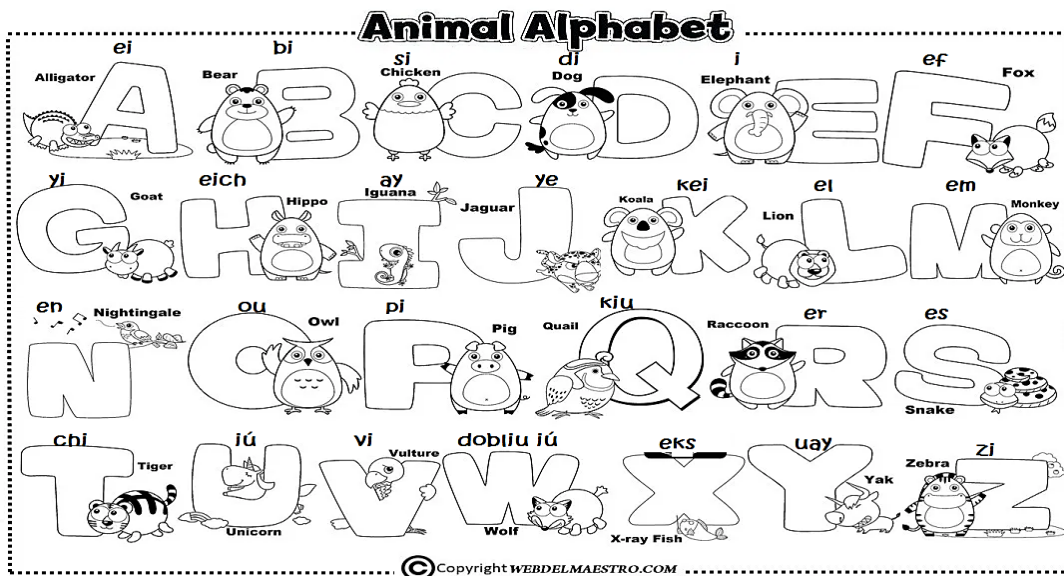 Animal Alphabet
ei bi si di i ef
Alligator A Bear B Chicken C Dog D Elephant E F Fox
yi eich ay ye kei el em
G Goat H Hippo Iguana I Jaguar J Koala K Lion L M Monkey
en ou pi kiu er es
N Nightingale O Owl P Pig Quail Q Raccoon R S Snake
chi iú vi dobliu iú eks uay zi
T Tiger U Unicorn V Vulture W Wolf X X-ray Fish Y Yak Zebra Z
© Copyright WEBDELMAESTRO.COM